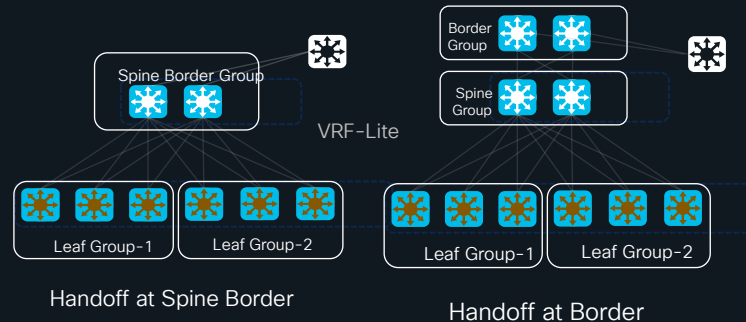 Spine Border Group
VRF-Lite
Leaf Group-1
Leaf Group-2
Handoff at Spine Border
Border
Group
Spine
Group
Leaf Group-1
Leaf Group-2
Handoff at Border